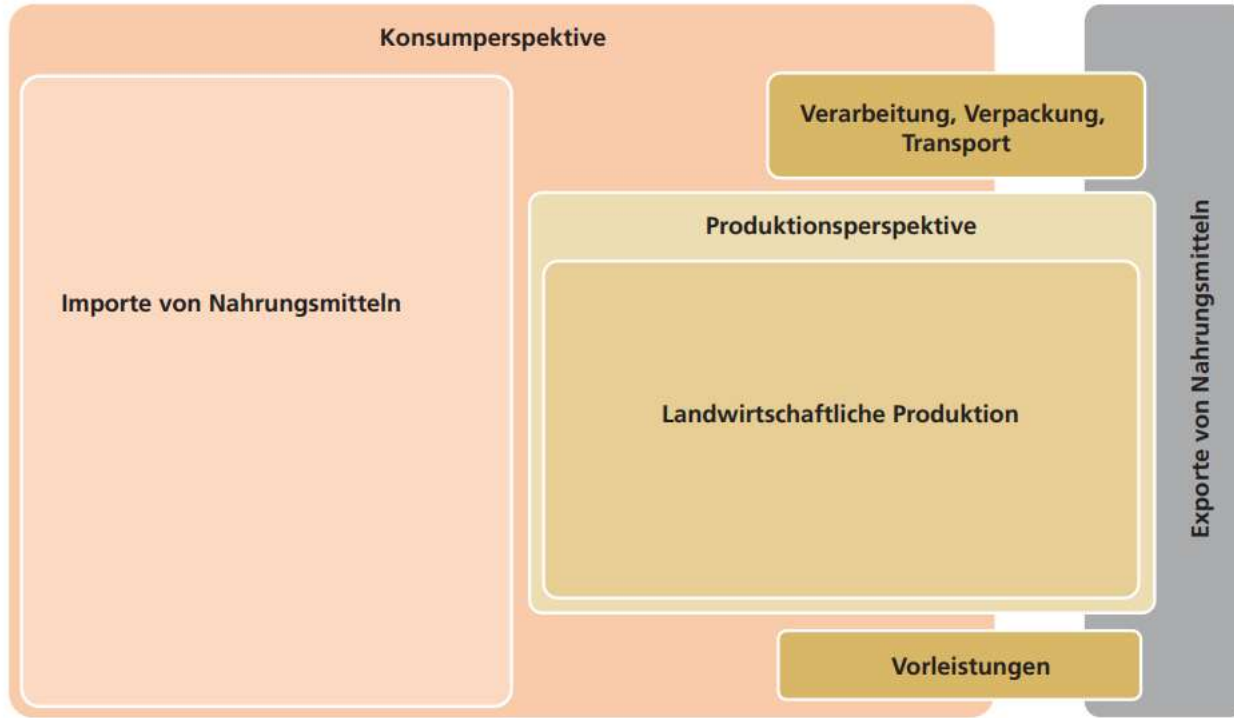 Konsumperspektive
Verarbeitung, Verpackung,
Transport
Produktionsperspektive
Importe von Nahrungsmitteln
Landwirtschaftliche Produktion
Exporte von Nahrungsmitteln
Vorleistungen